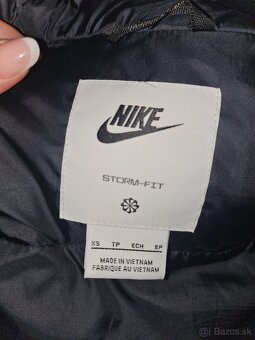 NIKE
STORM-FIT
XS TP ECH EP
MADE IN VIETNAM
FABRIQUÉ AU VIETNAM
Bazos.sk